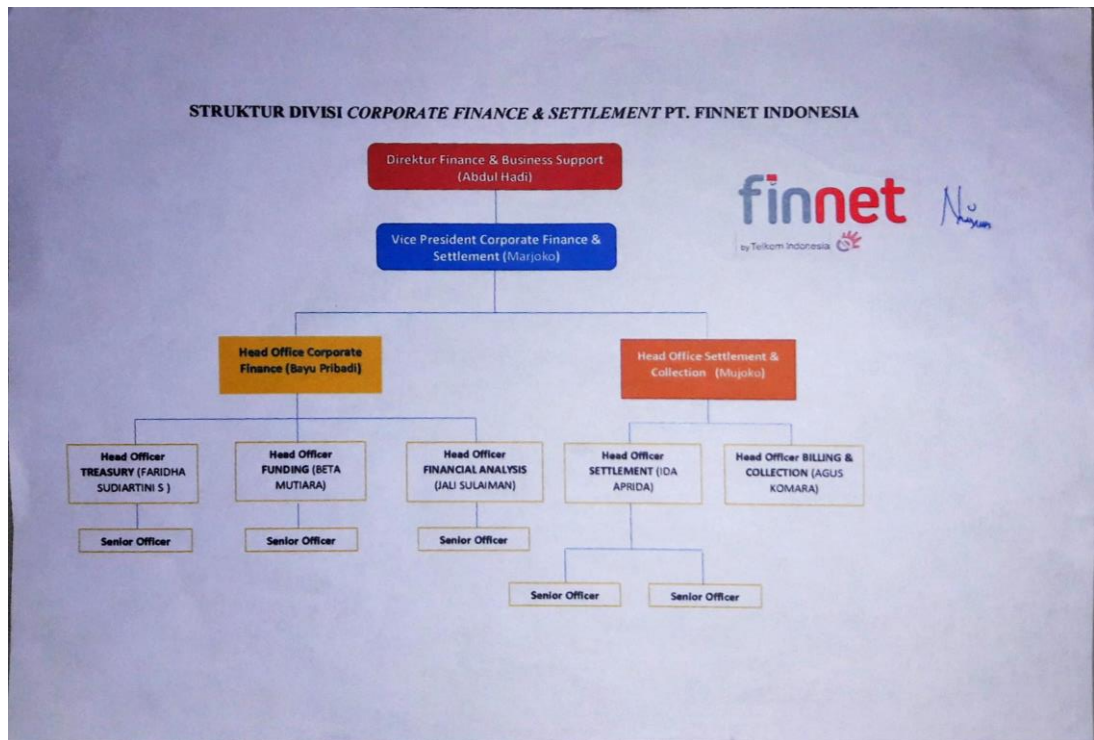 STRUKTUR DIVISI CORPORATE FINANCE & SETTLEMENT PT. FINNET INDONESIA
Direktur Finance & Business Support
(Abdul Hadi)
finnet
by Telkom Indonesia
Vice President Corporate Finance &
Settlement (Marjoko)
Head Office Corporate
Finance (Bayu Pribadi)
Head Office Settlement &
Collection (Mujoko)
Head Officer
TREASURY (FARIDHA
SUDIARTINI S )
Head Officer
FUNDING (BETA
MUTIARA)
Head Officer
FINANCIAL ANALYSIS
(JALI SULAIMAN)
Head Officer
SETTLEMENT (IDA
APRIDA)
Head Officer BILLING &
COLLECTION (AGUS
KOMARA)
Senior Officer
Senior Officer
Senior Officer
Senior Officer
Senior Officer